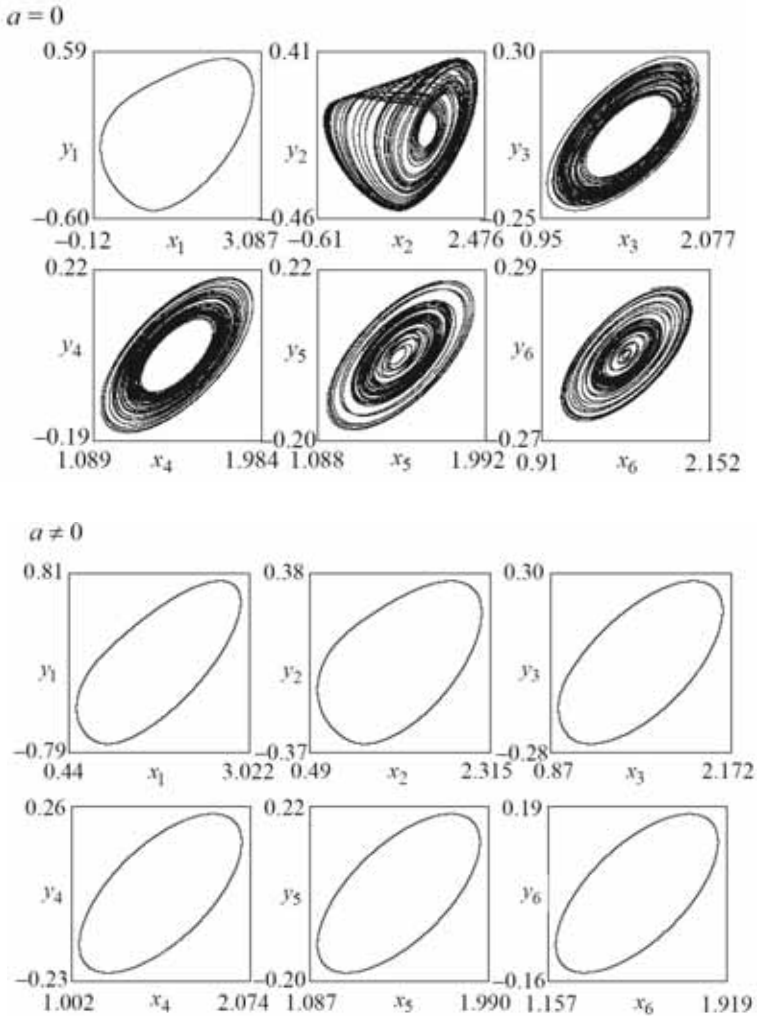 a = 0
0.59 0.41 0.30
y1 y2 y3
−0.60 −0.46 −0.25
−0.12 x1 3.087 −0.61 x2 2.476 0.95 x3 2.077
0.22 0.22 0.29
y4 y5 y6
−0.19 −0.20 −0.27
1.089 x4 1.984 1.088 x5 1.992 0.91 x6 2.152
a ≠ 0
0.81 0.38 0.30
y1 y2 y3
−0.79 −0.37 −0.28
0.44 x1 3.022 0.49 x2 2.315 0.87 x3 2.172
0.26 0.22 0.19
y4 y5 y6
−0.23 −0.20 −0.16
1.002 x4 2.074 1.087 x5 1.990 1.157 x6 1.919